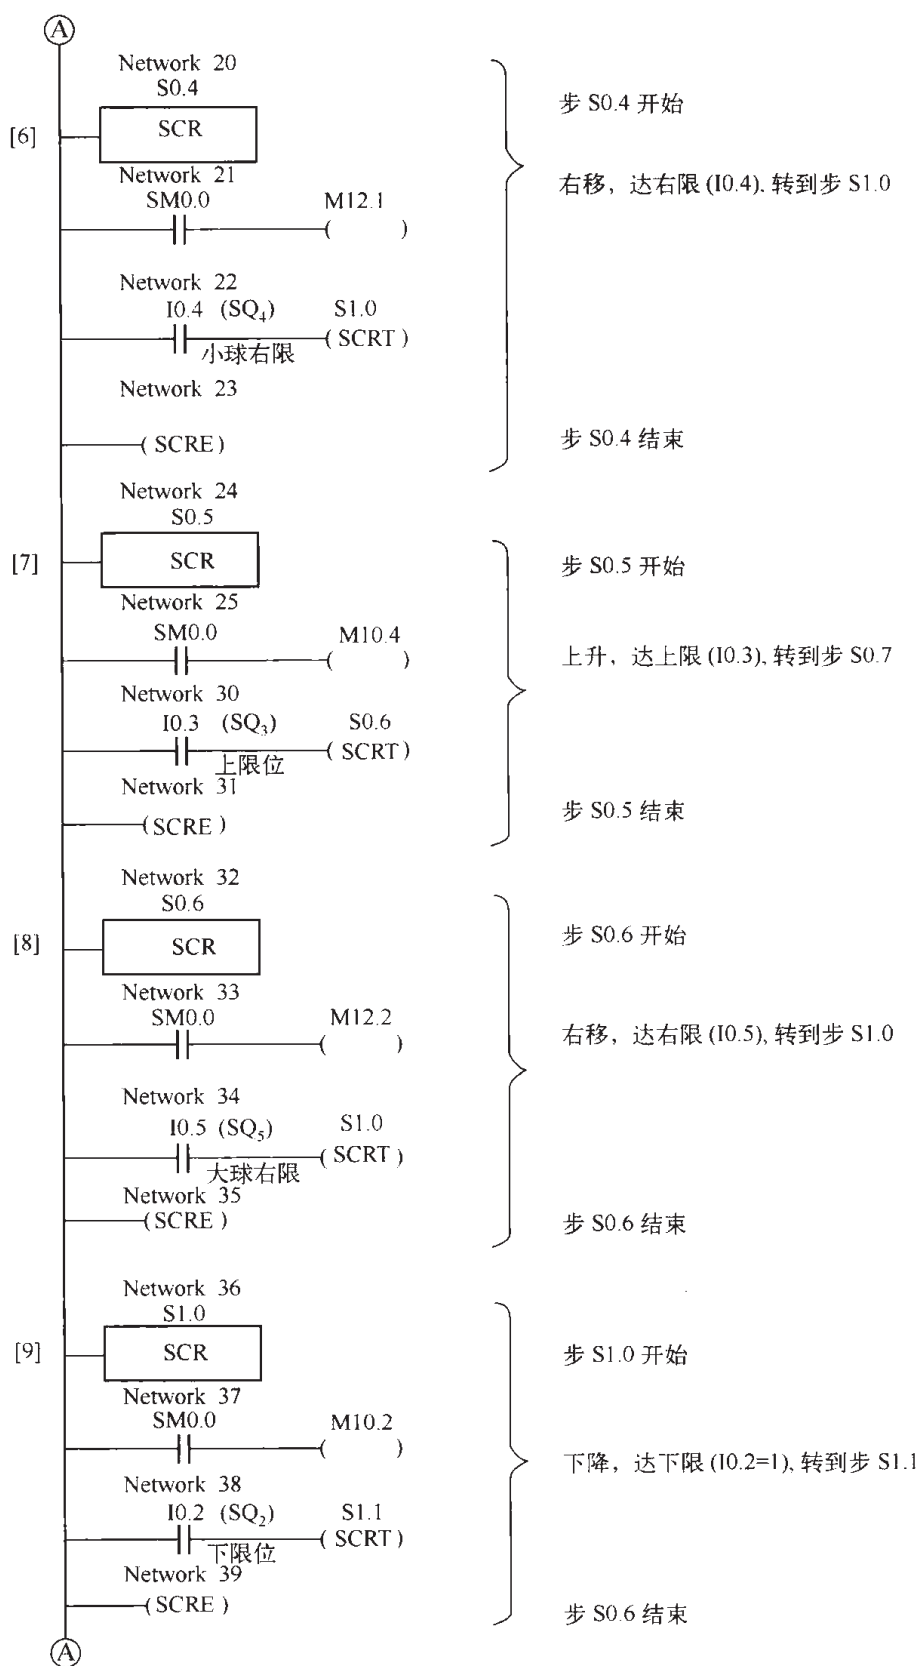 A
Network 20
S0.4
[6] SCR
步 S0.4 开始
Network 21
右移，达右限 (I0.4). 转到步 S1.0
SM0.0 M12.1
( )
Network 22
I0.4 (SQ4) S1.0
(SCRT)
小球右限
Network 23
(SCRE)
步 S0.4 结束
Network 24
S0.5
[7] SCR
步 S0.5 开始
Network 25
SM0.0 M10.4
( )
上升，达上限 (I0.3), 转到步 S0.7
Network 30
I0.3 (SQ3) S0.6
(SCRT)
上限位
Network 31
(SCRE)
步 S0.5 结束
Network 32
S0.6
[8] SCR
步 S0.6 开始
Network 33
SM0.0 M12.2
( )
右移，达右限 (I0.5), 转到步 S1.0
Network 34
I0.5 (SQ5) S1.0
(SCRT)
大球右限
Network 35
(SCRE)
步 S0.6 结束
Network 36
S1.0
[9] SCR
步 S1.0 开始
Network 37
SM0.0 M10.2
( )
下降，达下限 (I0.2=1), 转到步 S1.1
Network 38
I0.2 (SQ2) S1.1
(SCRT)
下限位
Network 39
(SCRE)
步 S0.6 结束
A